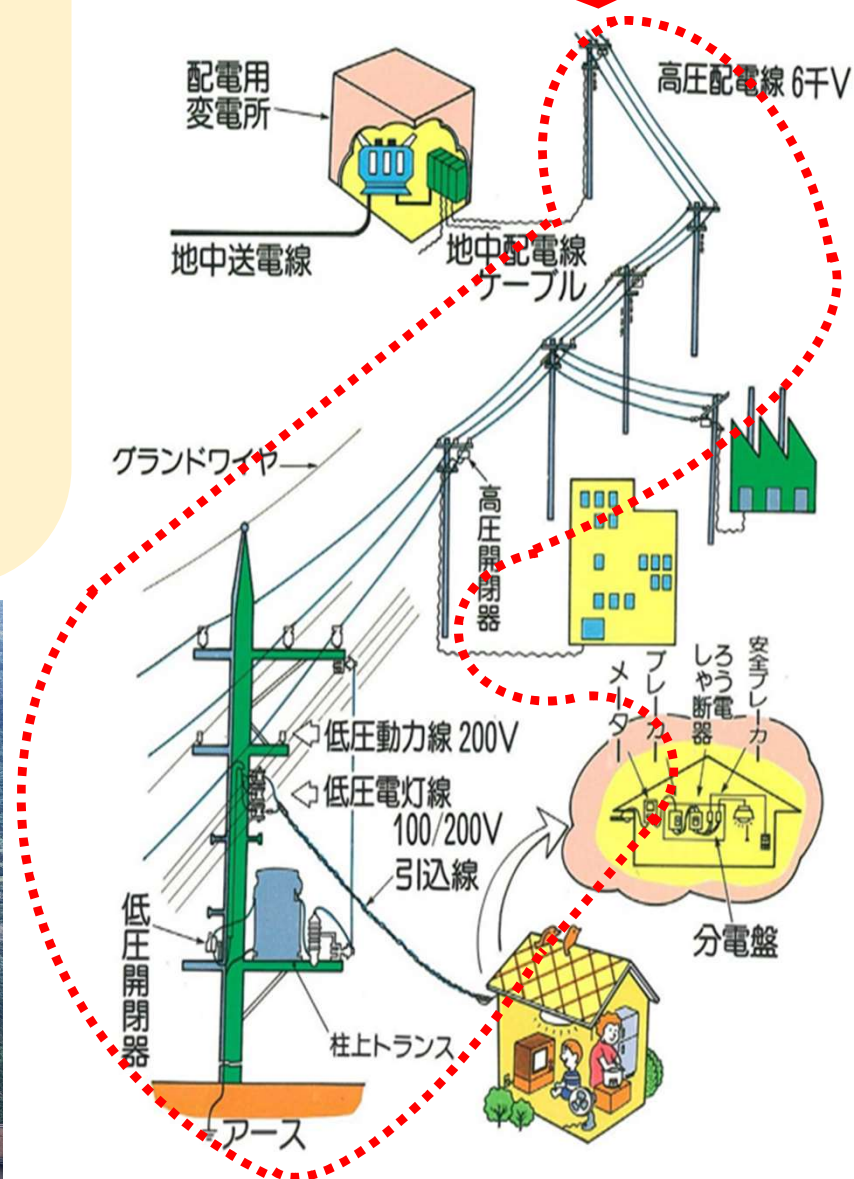 配電用
変電所
高圧配電線 6千V
地中送電線
地中配電線
ケーブル
グランドワイヤ
高圧開閉器
安全ブレーカー
ろう電
しゃ断器
ブレーカー
メーター
低圧動力線 200V
低圧電灯線
100/200V
引込線
分電盤
低圧開閉器
柱上トランス
アース